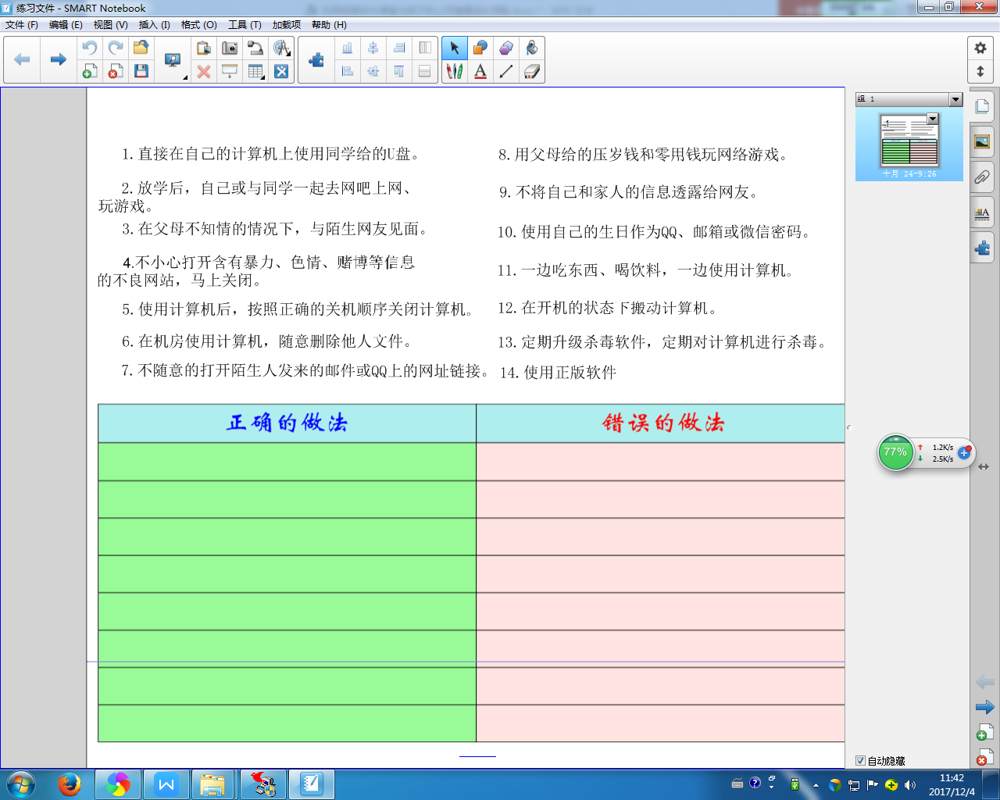 练习文件 - SMART Notebook
文件 (F) 编辑 (E) 视图 (V) 插入 (I) 格式 (O) 工具 (T) 加载项 帮助 (H)
组 1
十月 24-9:26
1. 直接在自己的计算机上使用同学给的U盘。
2. 放学后，自己或与同学一起去网吧上网、
玩游戏。
3. 在父母不知情的情况下，与陌生网友见面。
4.不小心打开含有暴力、色情、赌博等信息
的不良网站，马上关闭。
5. 使用计算机后，按照正确的关机顺序关闭计算机。
6. 在机房使用计算机，随意删除他人文件。
7. 不随意的打开陌生人发来的邮件或QQ上的网址链接。
8. 用父母给的压岁钱和零用钱玩网络游戏。
9. 不将自己和家人的信息透露给网友。
10. 使用自己的生日作为QQ、邮箱或微信密码。
11. 一边吃东西、喝饮料，一边使用计算机。
12. 在开机的状态下搬动计算机。
13. 定期升级杀毒软件，定期对计算机进行杀毒。
14. 使用正版软件
正确的做法 错误的做法
77% 1.2K/s
2.5K/s
自动隐藏
11:42
2017/12/4